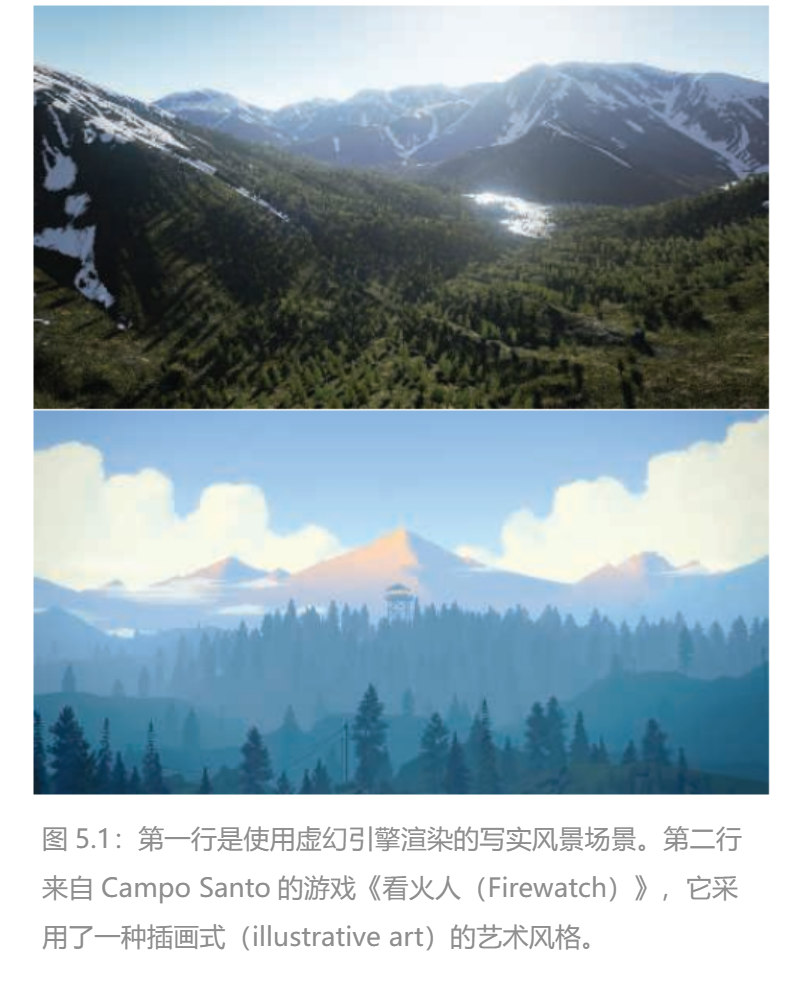 图 5.1：第一行是使用虚幻引擎渲染的写实风景场景。第二行
来自 Campo Santo 的游戏《看火人（Firewatch）》，它采
用了一种插画式（illustrative art）的艺术风格。